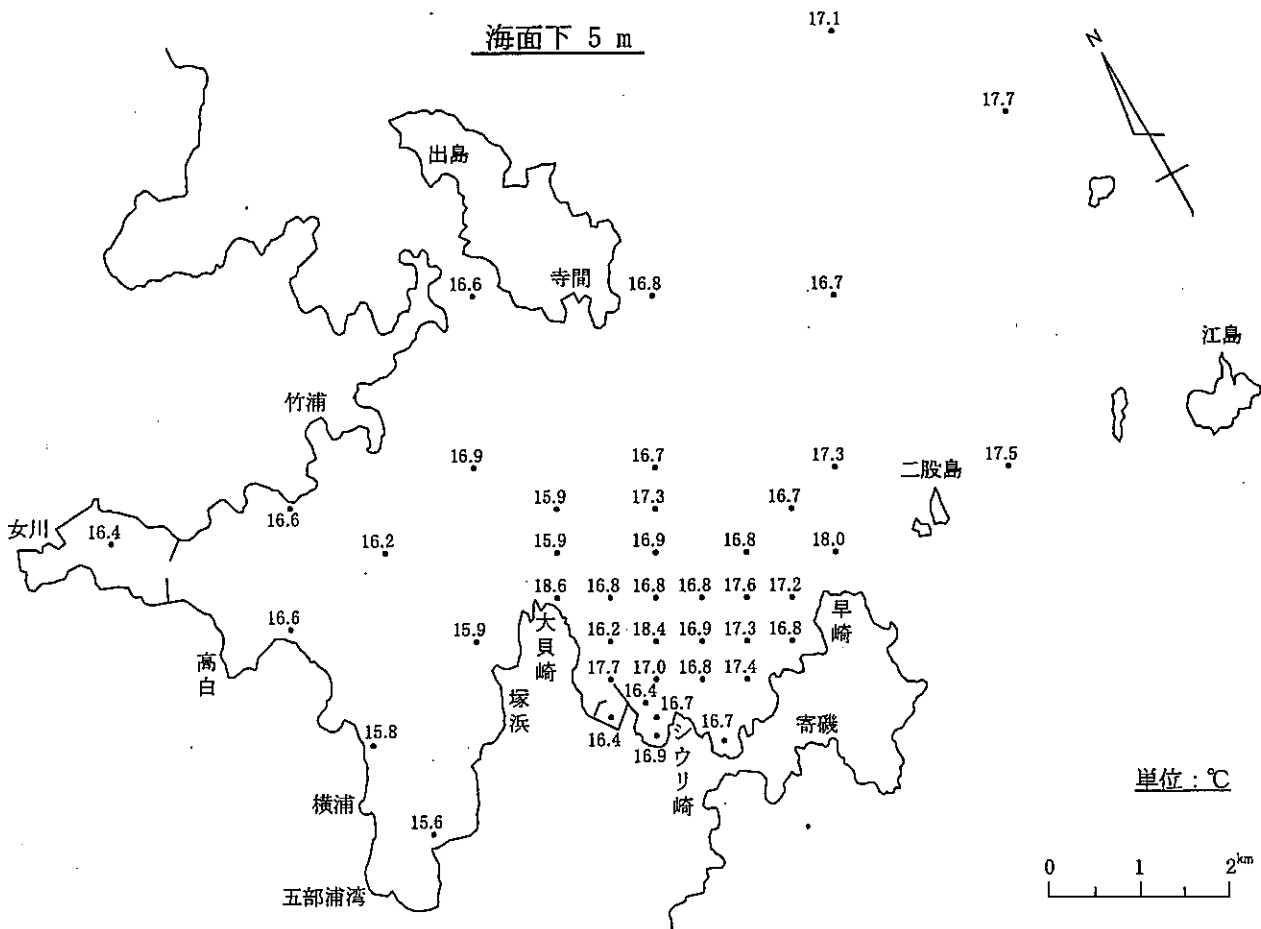 海面下 5 m
17.1
N
17.7
出島
寺間
16.6
16.8
16.7
江島
竹浦
16.9
16.7
17.3
17.5
二股島
15.9
17.3
16.7
女川
16.4
16.6
16.2
15.9
16.9
16.8
18.0
18.6
16.8
16.8
16.8
17.6
17.2
16.6
15.9
大貝崎
16.2
18.4
16.9
17.3
16.8
早崎
高白
塚浜
17.7
17.0
16.8
17.4
16.4
16.7
16.4
16.9
シウリ崎
16.7
寄磯
15.8
横浦
15.6
五部浦湾
単位：℃
0 1 2km